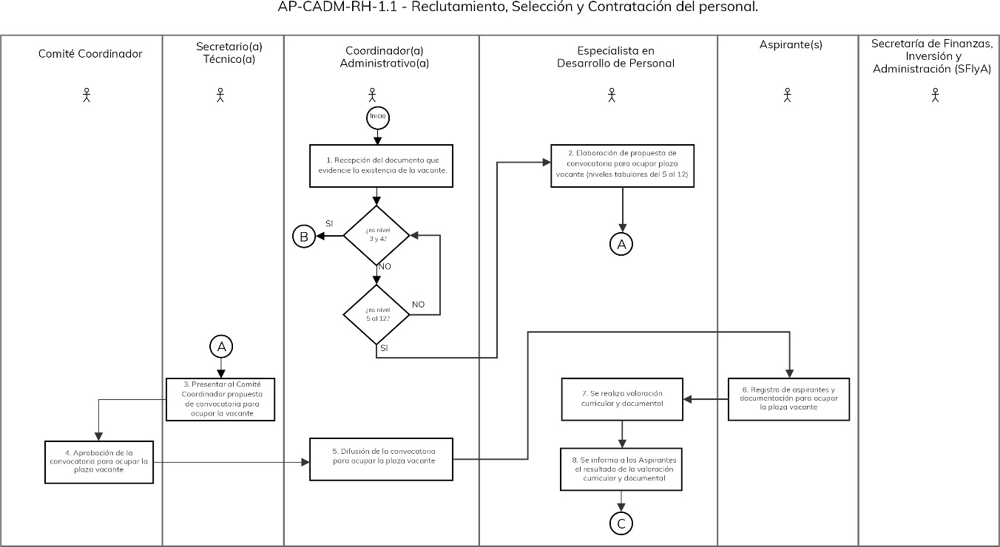 AP-CADM-RH-1.1 - Reclutamiento, Selección y Contratación del personal.
Comité Coordinador
Secretario(a)
Técnico(a)
Coordinador(a)
Administrativo(a)
Especialista en
Desarrollo de Personal
Aspirante(s)
Secretaría de Finanzas,
Inversión y
Administración (SFIyA)
Inicio
1. Recepción del documento que
evidencie la existencia de la vacante.
2. Elaboración de propuesta de
convocatoria para ocupar plaza
vacante (niveles tabulares del 5 al 12)
SI
B
¿es nivel
3 y 4?
A
NO
¿es nivel
5 al 12?
NO
SI
A
3. Presentar al Comité
Coordinador propuesta
de convocatoria para
ocupar la vacante
7. Se realiza valoración
curricular y documental
6. Registro de aspirantes y
documentación para ocupar
la plaza vacante
4. Aprobación de la
convocatoria para ocupar la
plaza vacante
5. Difusión de la convocatoria
para ocupar la plaza vacante
8. Se informa a los Aspirantes
el resultado de la valoración
curricular y documental
C